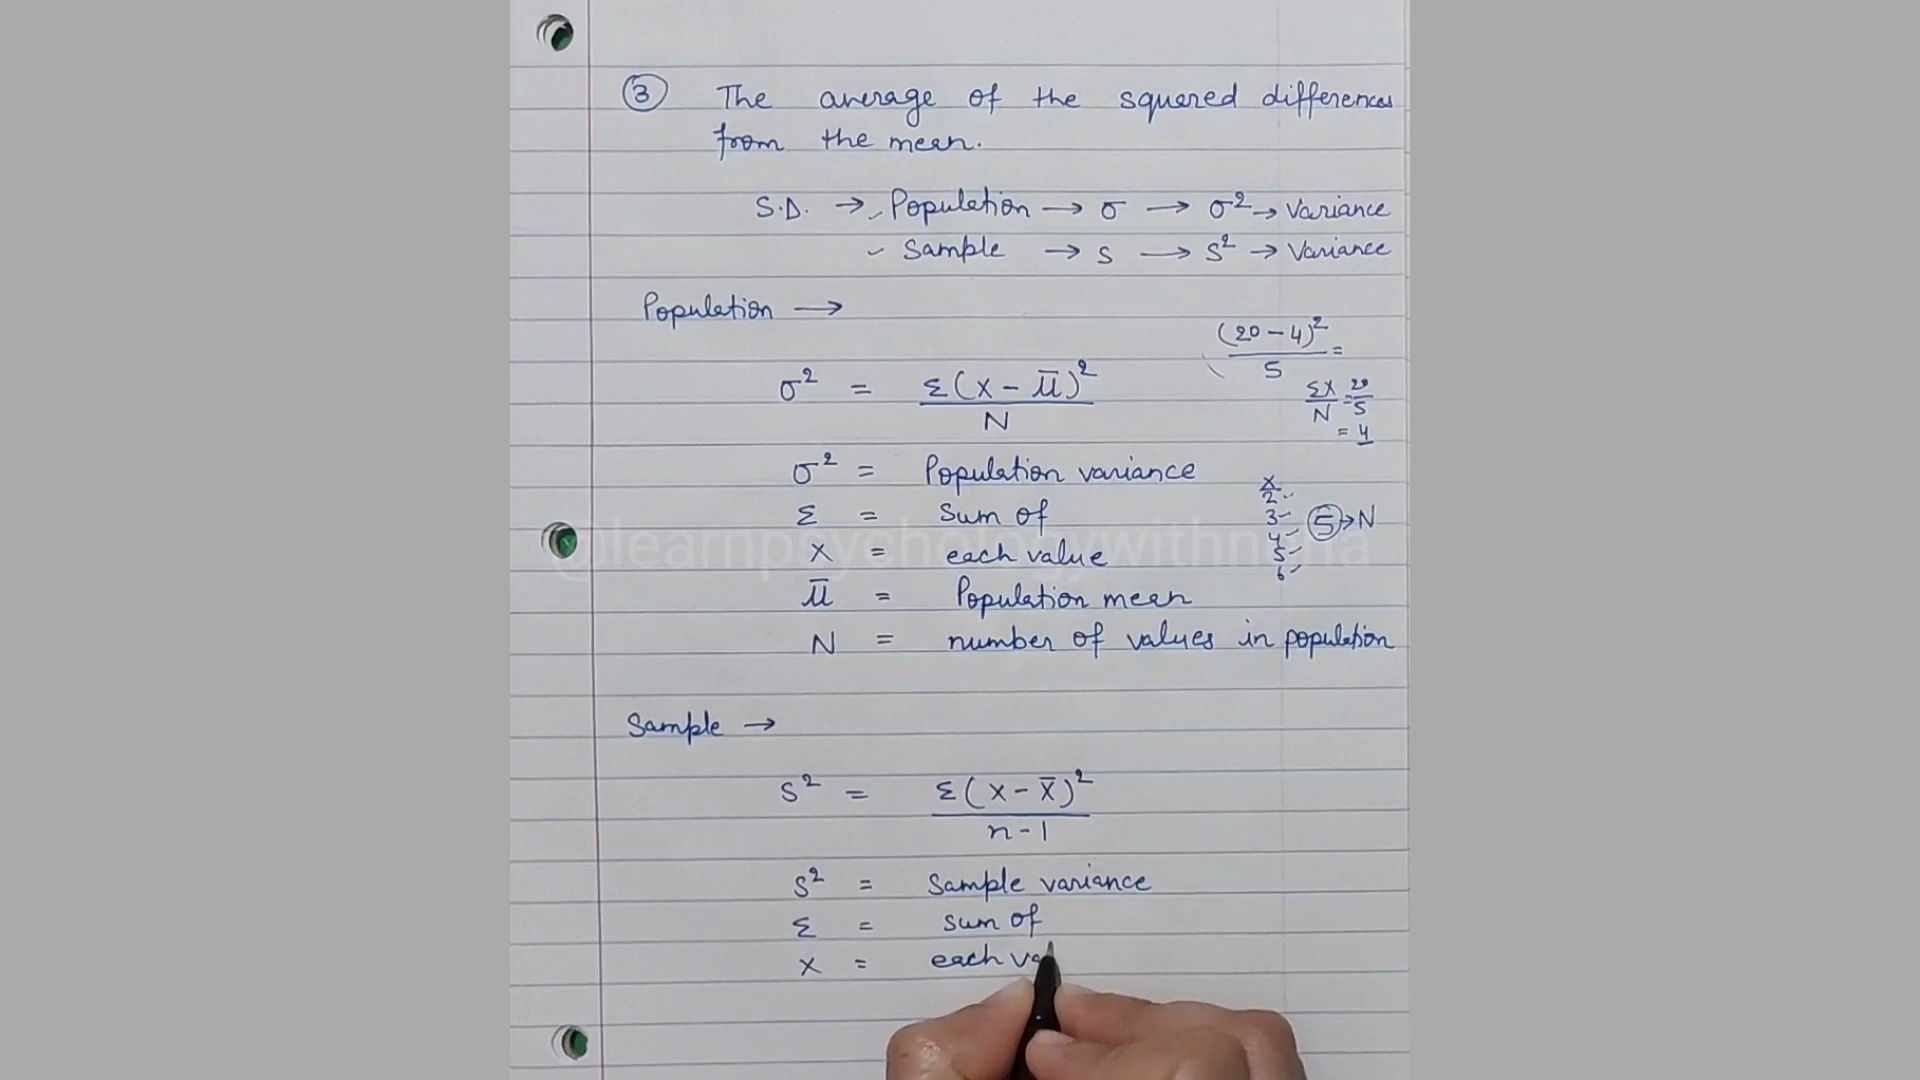 ③ The average of the squared differences
from the mean.
S.D. → Population → σ → σ² → Variance
Sample → s → s² → Variance
Population →
(20 - 4)²
5 =
σ² = Σ(x - μ̄)²
N
Σx = 20
N 5
= 4
σ² = Population variance
Σ = Sum of
x = each value
μ̄ = Population mean
N = number of values in population
x
2
3
4
5
6
⑤ → N
@learnpsychologywithn
Sample →
s² = Σ(x - x̄)²
n - 1
s² = Sample variance
Σ = sum of
x = each va